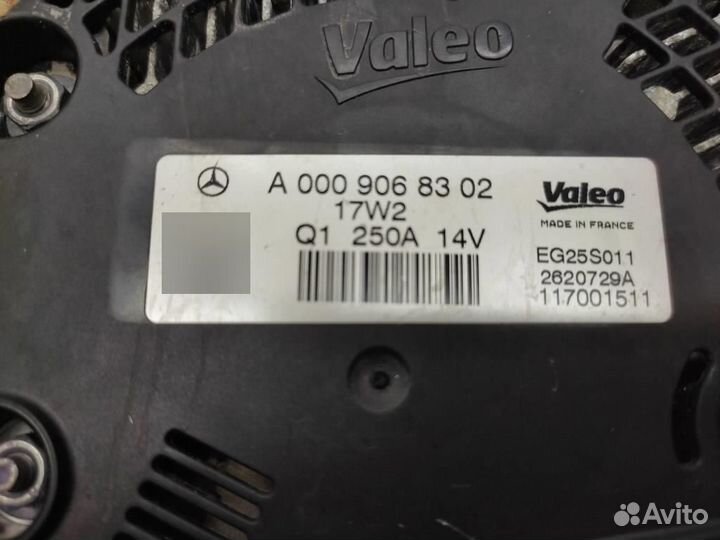 Valeo
A 000 906 83 02
17W2
Q1 250A 14V
Valeo
MADE IN FRANCE
EG25S011
2620729A
117001511
Avito